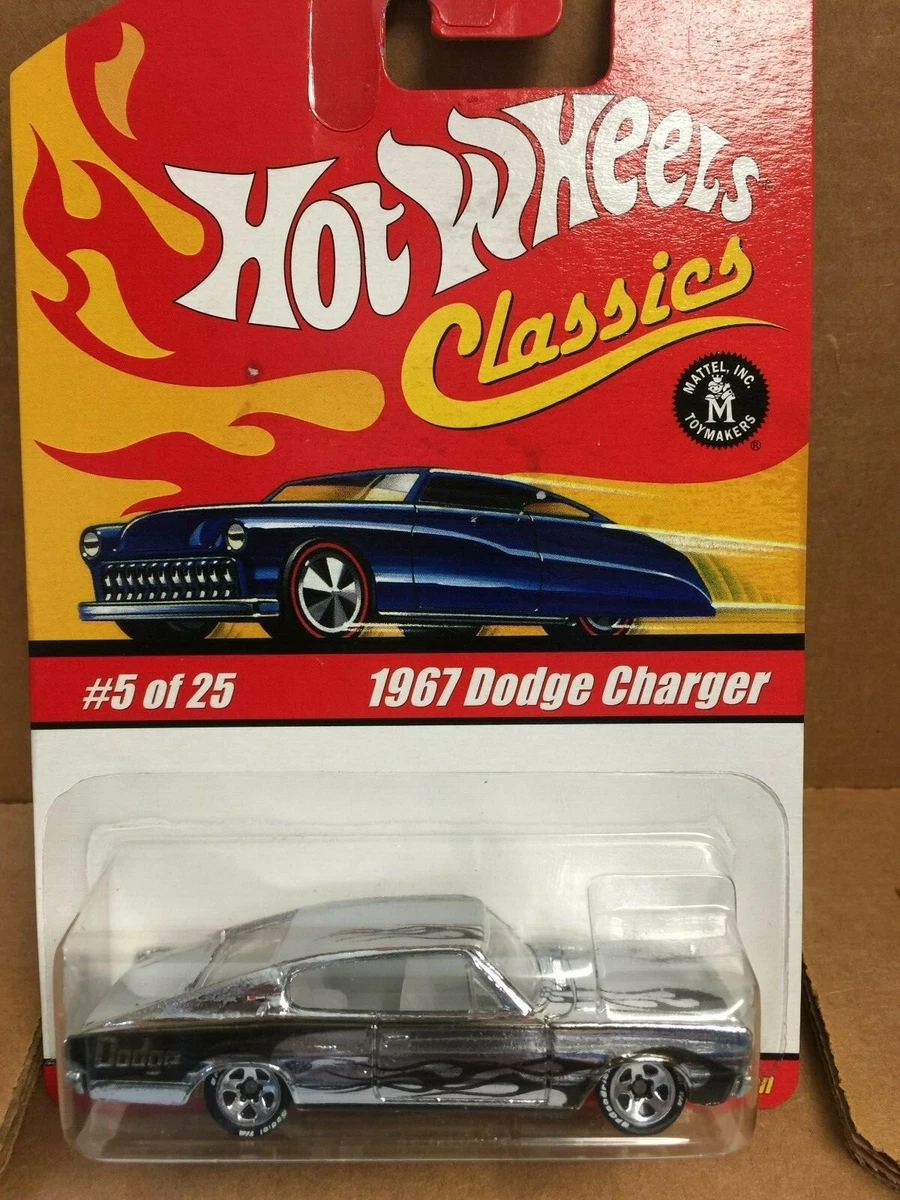 Hot Wheels
Classics
MATTEL, INC.
M
TOYMAKERS
®
#5 of 25
1967 Dodge Charger
Dodge